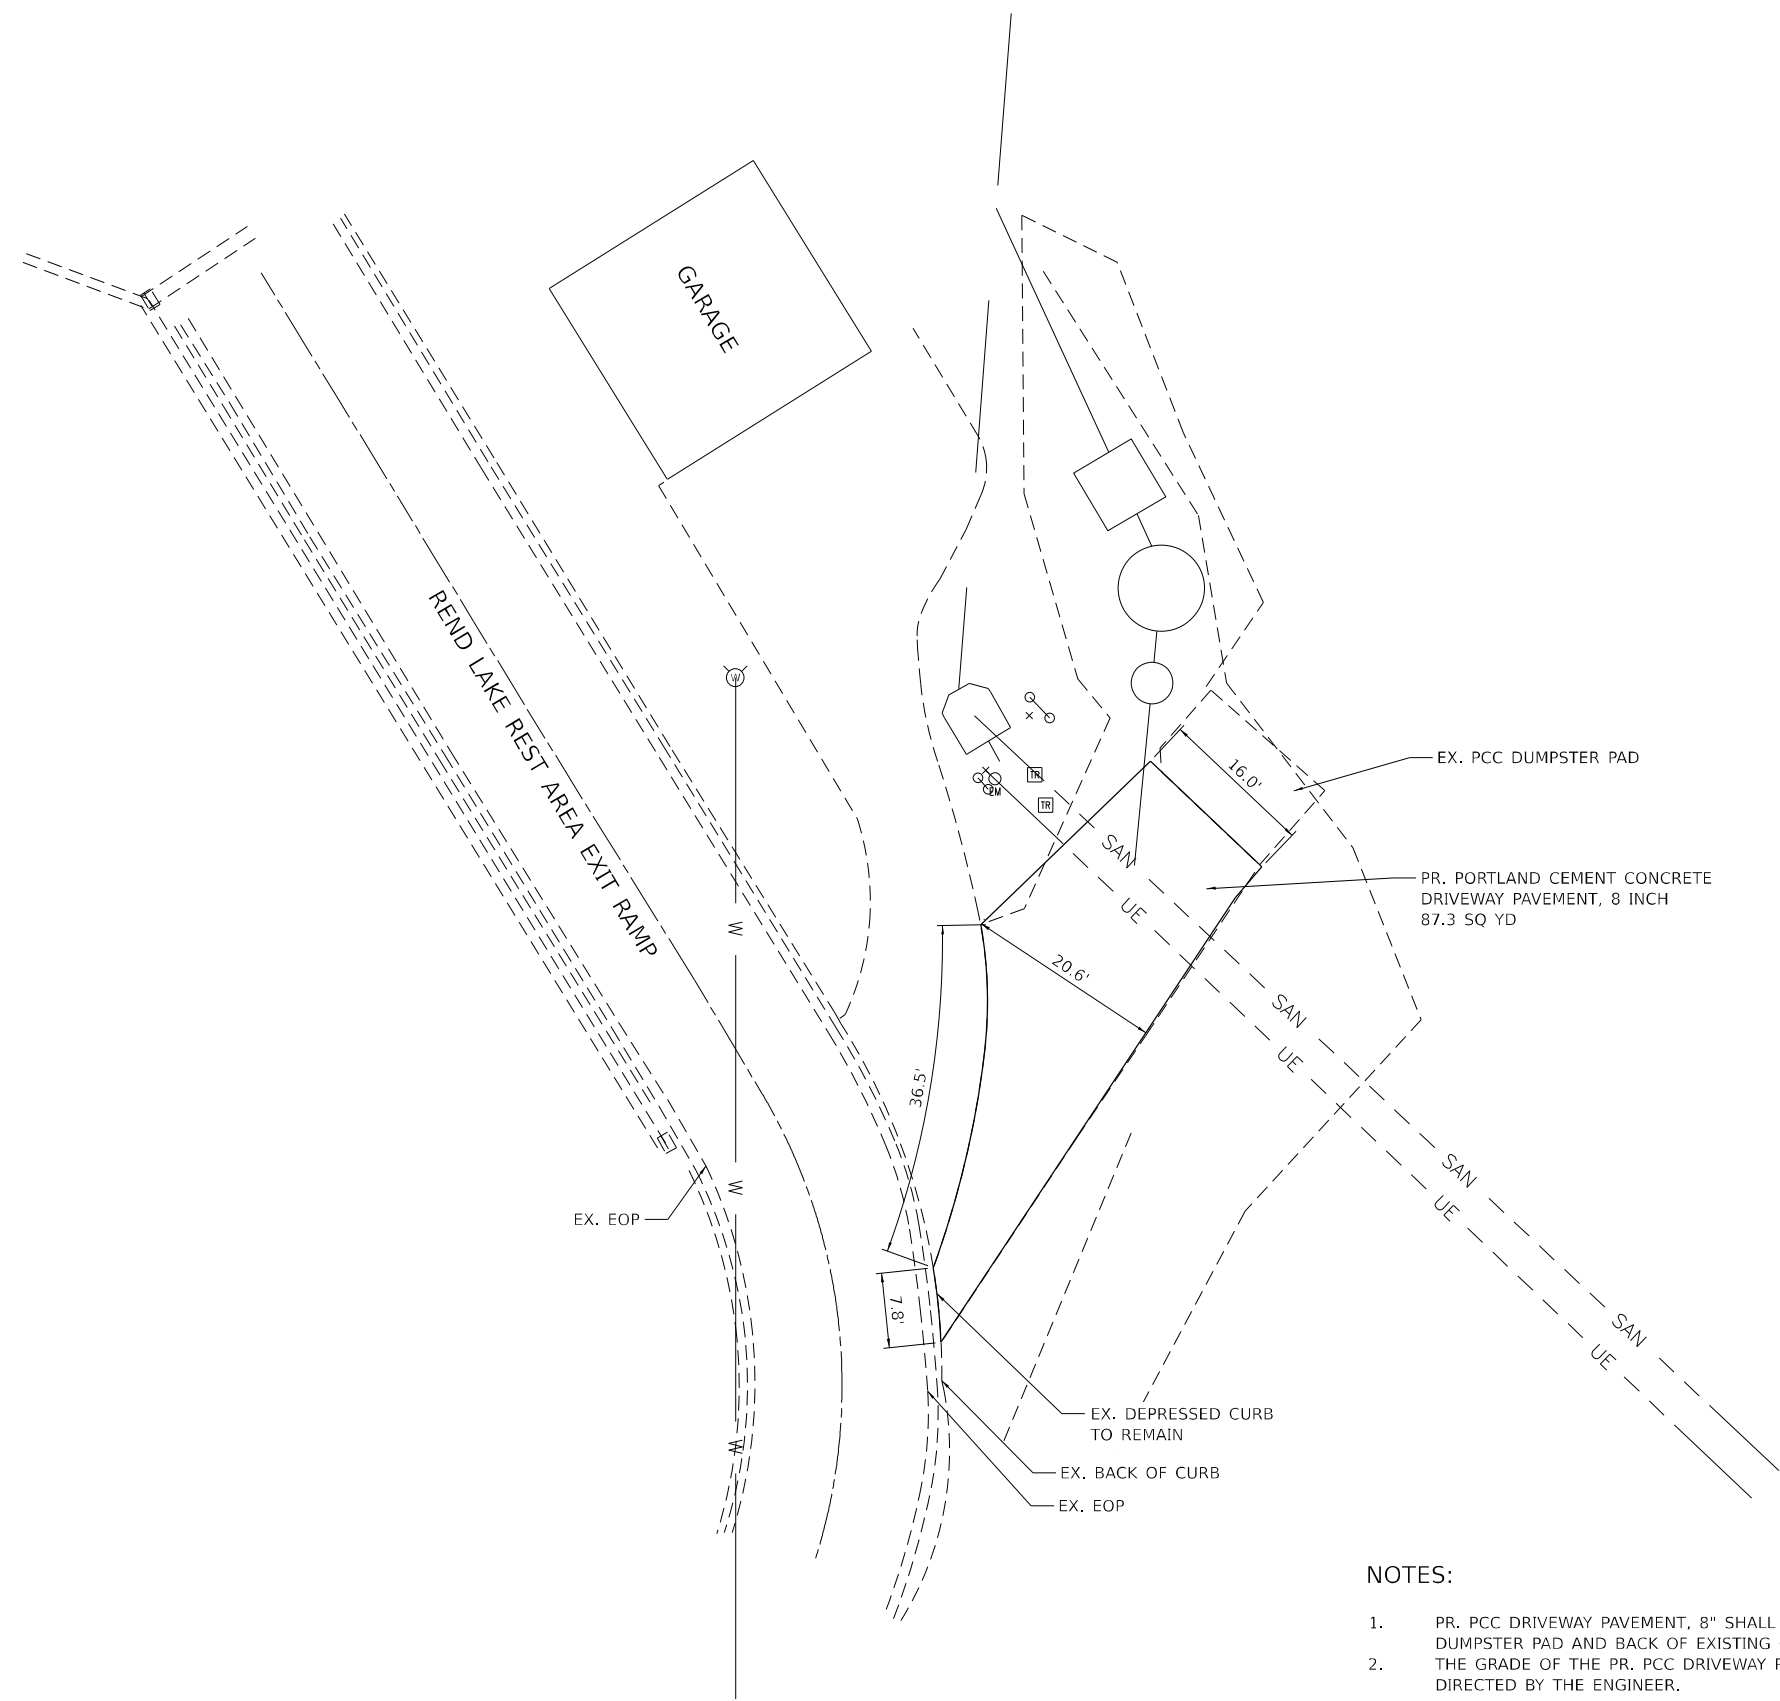 GARAGE
REND LAKE REST AREA EXIT RAMP
W
W
W
W
TR
TR
EX. PCC DUMPSTER PAD
16.0'
SAN
UE
PR. PORTLAND CEMENT CONCRETE
DRIVEWAY PAVEMENT, 8 INCH
87.3 SQ YD
20.6'
SAN
UE
36.5'
SAN
UE
EX. EOP
7.8'
SAN
UE
EX. DEPRESSED CURB
TO REMAIN
EX. BACK OF CURB
EX. EOP
NOTES:
1. PR. PCC DRIVEWAY PAVEMENT, 8" SHALL
DUMPSTER PAD AND BACK OF EXISTING
2. THE GRADE OF THE PR. PCC DRIVEWAY
DIRECTED BY THE ENGINEER.